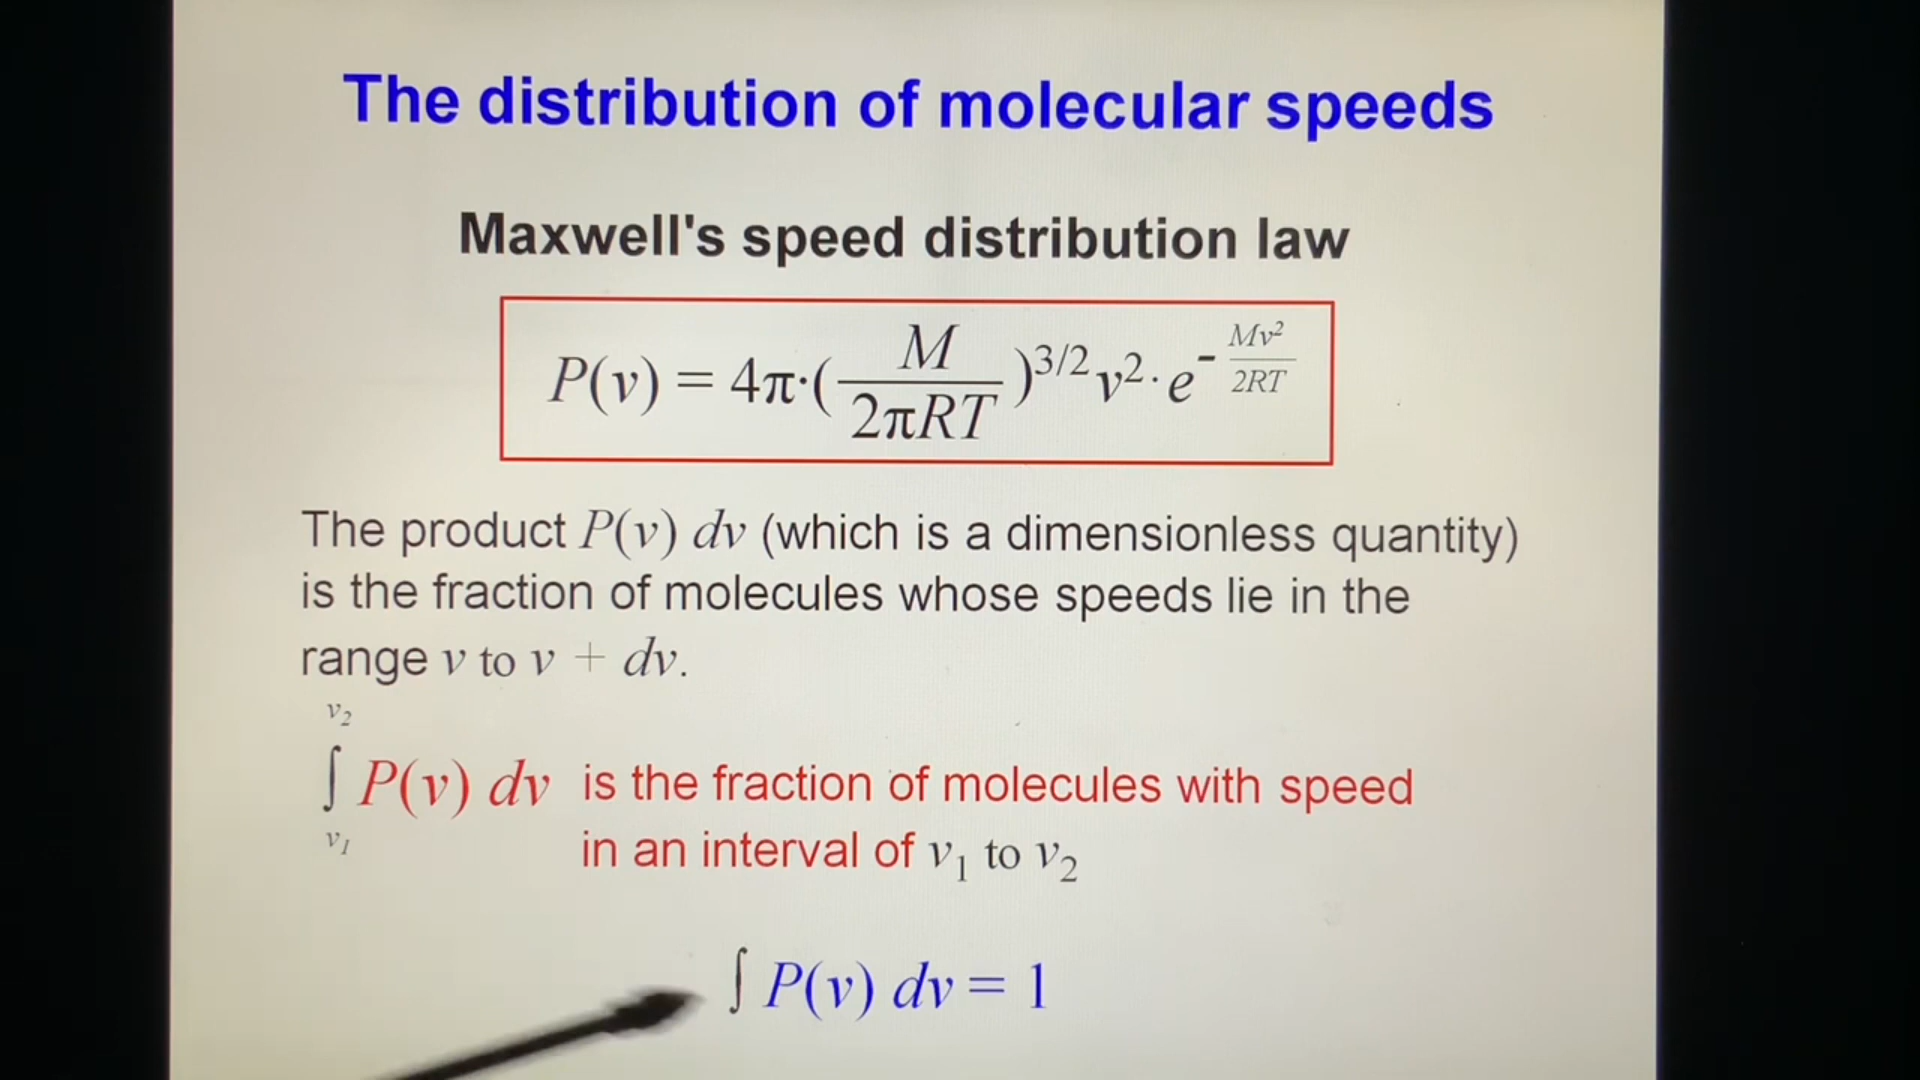 The distribution of molecular speeds
Maxwell's speed distribution law
P(v) = 4π·(M/2πRT)^3/2 v²· e^-Mv²/2RT
The product P(v) dv (which is a dimensionless quantity)
is the fraction of molecules whose speeds lie in the
range v to v + dv.
v₂
∫ P(v) dv is the fraction of molecules with speed
v₁
in an interval of v₁ to v₂
∫ P(v) dv = 1